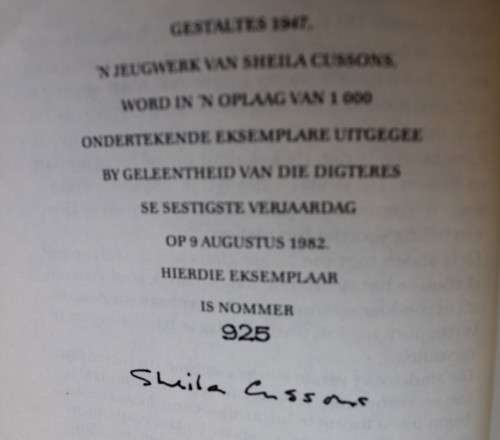 GESTALTES 1947,
'N JEUGWERK VAN SHEILA CUSSONS,
WORD IN 'N OPLAAG VAN 1 000
ONDERTEKENDE EKSEMPLARE UITGEGEE
BY GELEENTHEID VAN DIE DIGTERES
SE SESTIGSTE VERJAARDAG
OP 9 AUGUSTUS 1982.
HIERDIE EKSEMPLAAR
IS NOMMER
925
Sheila Cussons